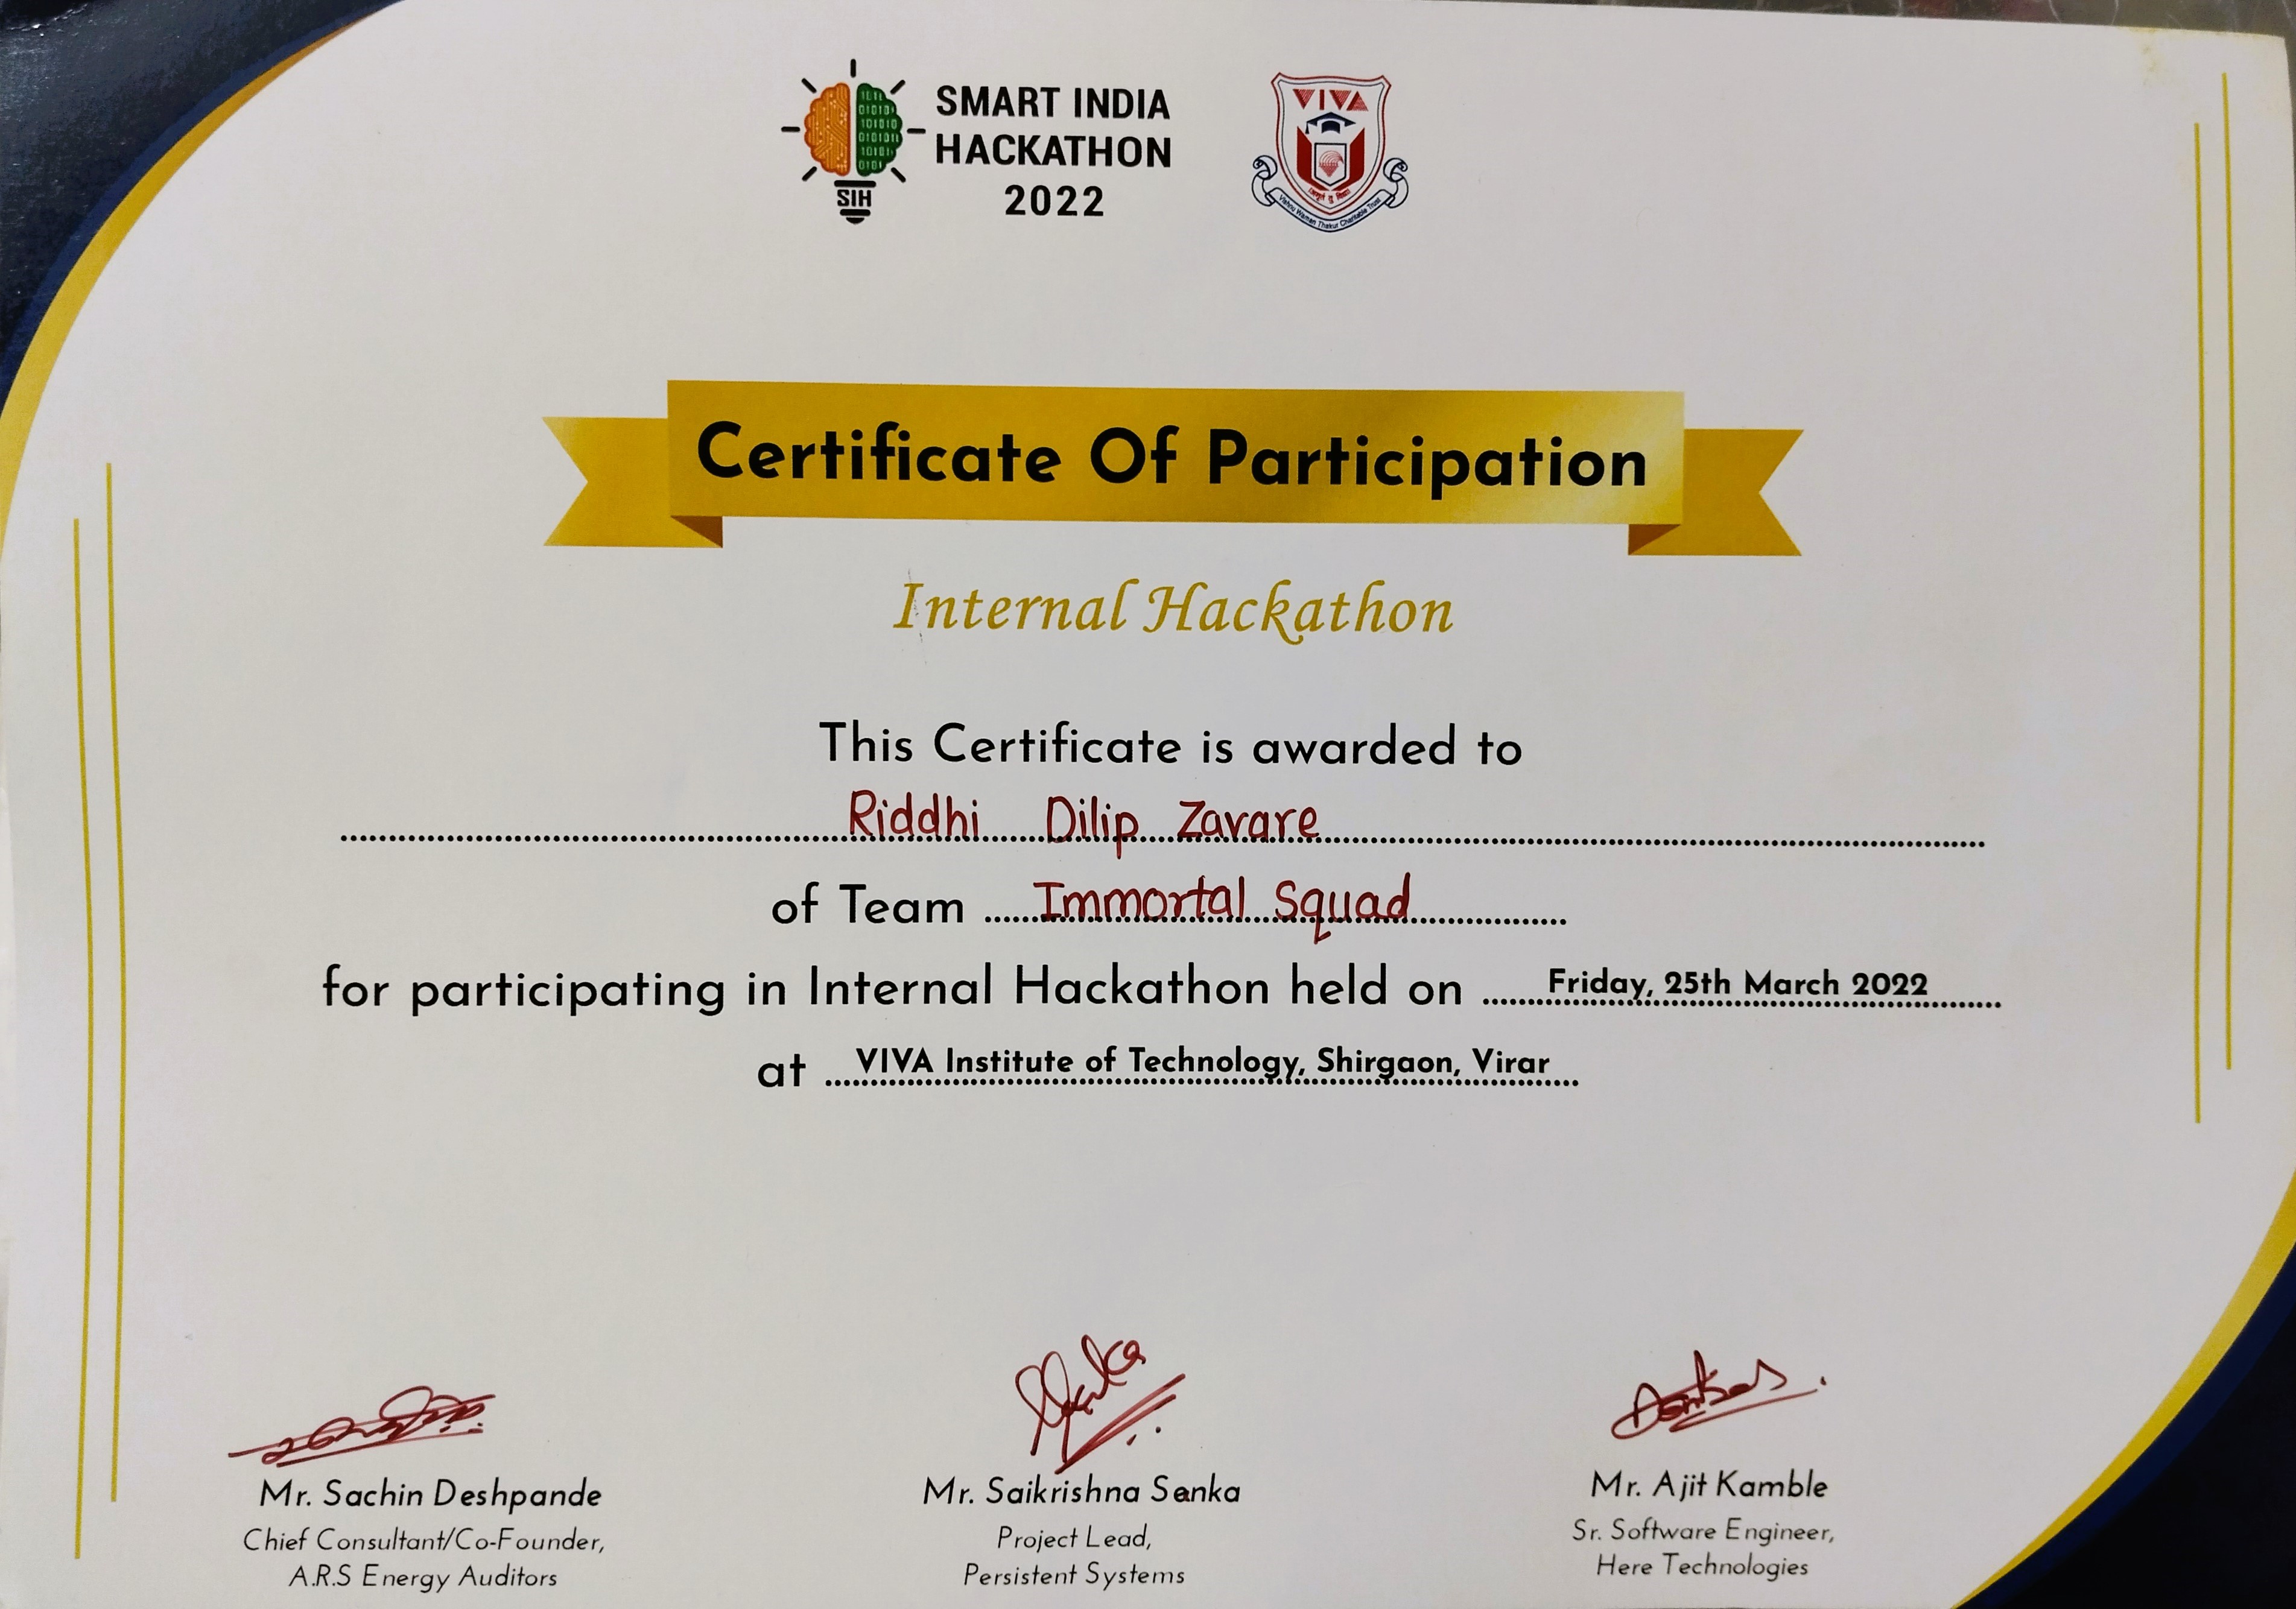 SMART INDIA
HACKATHON
2022
SIH
VIVA
Vishnu Waman Thakur Charitable Trust
Certificate Of Participation
Internal Hackathon
This Certificate is awarded to
Riddhi Dilip Zavare
of Team Immortal Squad
for participating in Internal Hackathon held on Friday, 25th March 2022
at VIVA Institute of Technology, Shirgaon, Virar
Mr. Sachin Deshpande
Chief Consultant/Co-Founder,
A.R.S Energy Auditors
Mr. Saikrishna Senka
Project Lead,
Persistent Systems
Mr. Ajit Kamble
Sr. Software Engineer,
Here Technologies